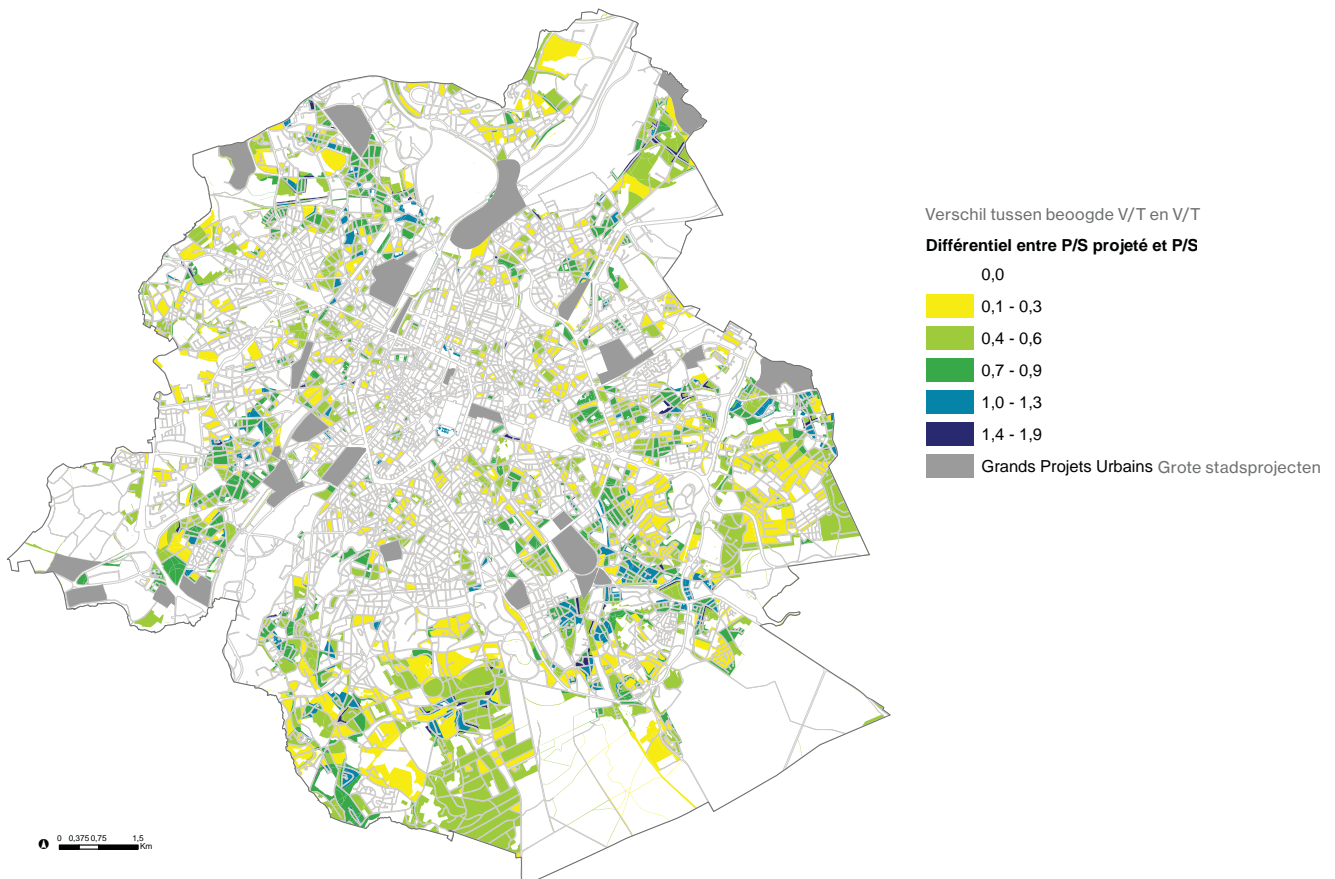 Verschil tussen beoogde V/T en V/T
Différentiel entre P/S projeté et P/S
0,0
0,1 - 0,3
0,4 - 0,6
0,7 - 0,9
1,0 - 1,3
1,4 - 1,9
Grands Projets Urbains Grote stadsprojecten
0 0,375 0,75 1,5
Km